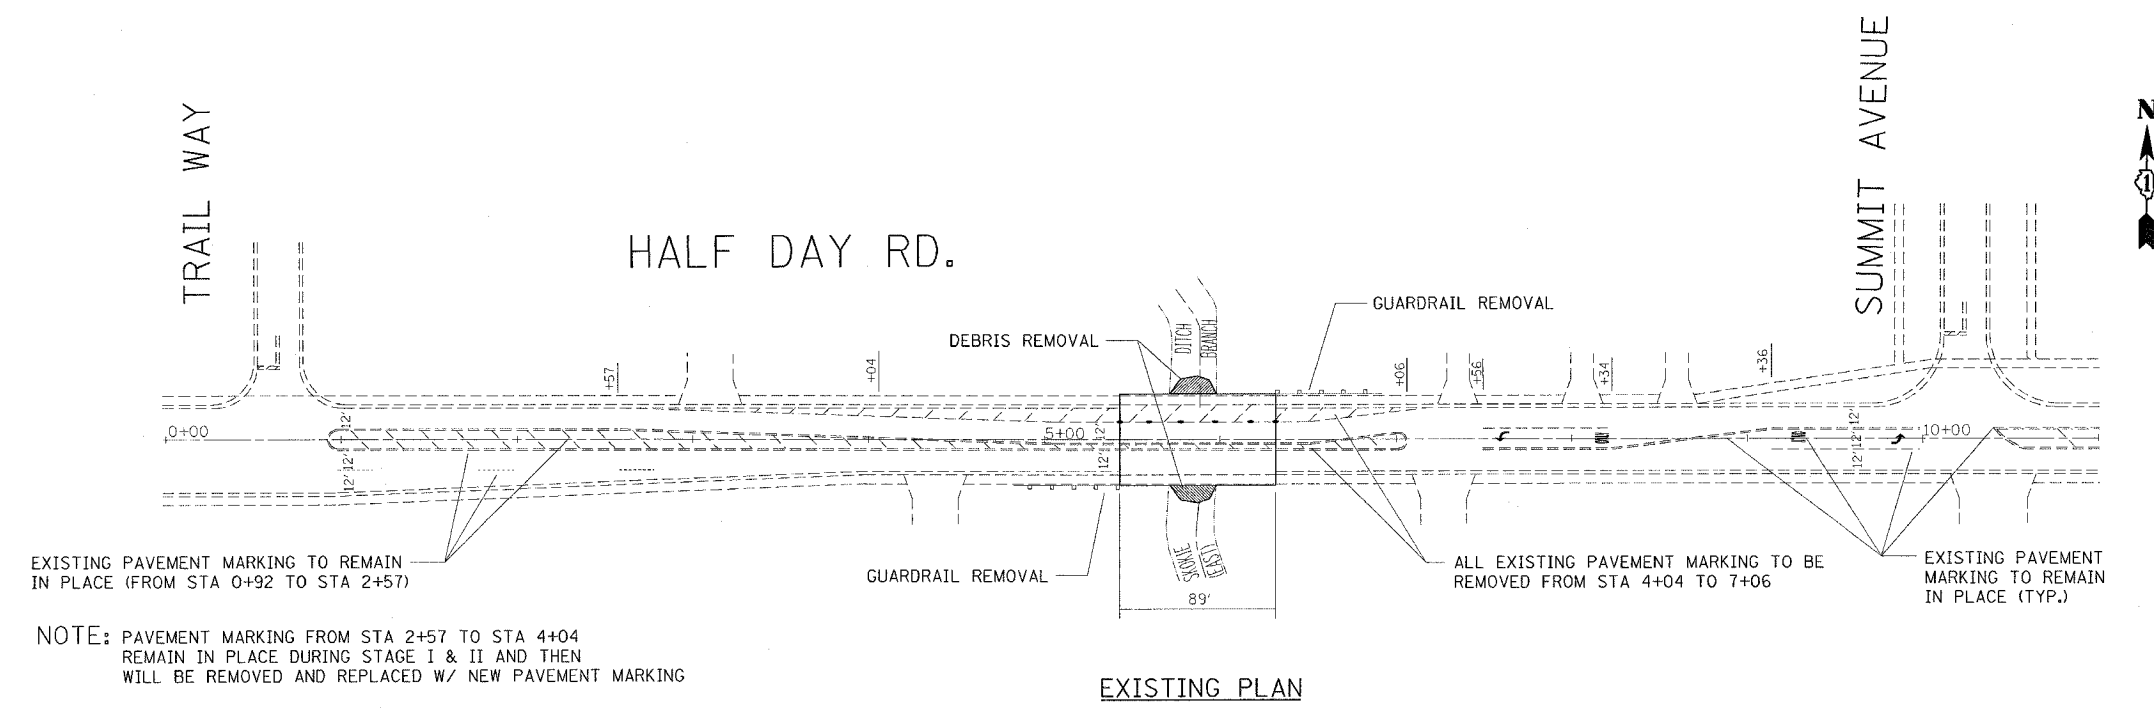 TRAIL WAY
HALF DAY RD.
SUMMIT AVENUE
N
1
GUARDRAIL REMOVAL
DEBRIS REMOVAL
DITCH
BRANCH
+57
+04
+06
+56
+34
+36
0+00
12'
12'
12'
5+00
12'
12'
10+00
12'
12'
12'
12'
SKOKIE
(EAST)
EXISTING PAVEMENT MARKING TO REMAIN
IN PLACE (FROM STA 0+92 TO STA 2+57)
GUARDRAIL REMOVAL
89'
ALL EXISTING PAVEMENT MARKING TO BE
REMOVED FROM STA 4+04 TO 7+06
EXISTING PAVEMENT
MARKING TO REMAIN
IN PLACE (TYP.)
NOTE: PAVEMENT MARKING FROM STA 2+57 TO STA 4+04
REMAIN IN PLACE DURING STAGE I & II AND THEN
WILL BE REMOVED AND REPLACED W/ NEW PAVEMENT MARKING
EXISTING PLAN